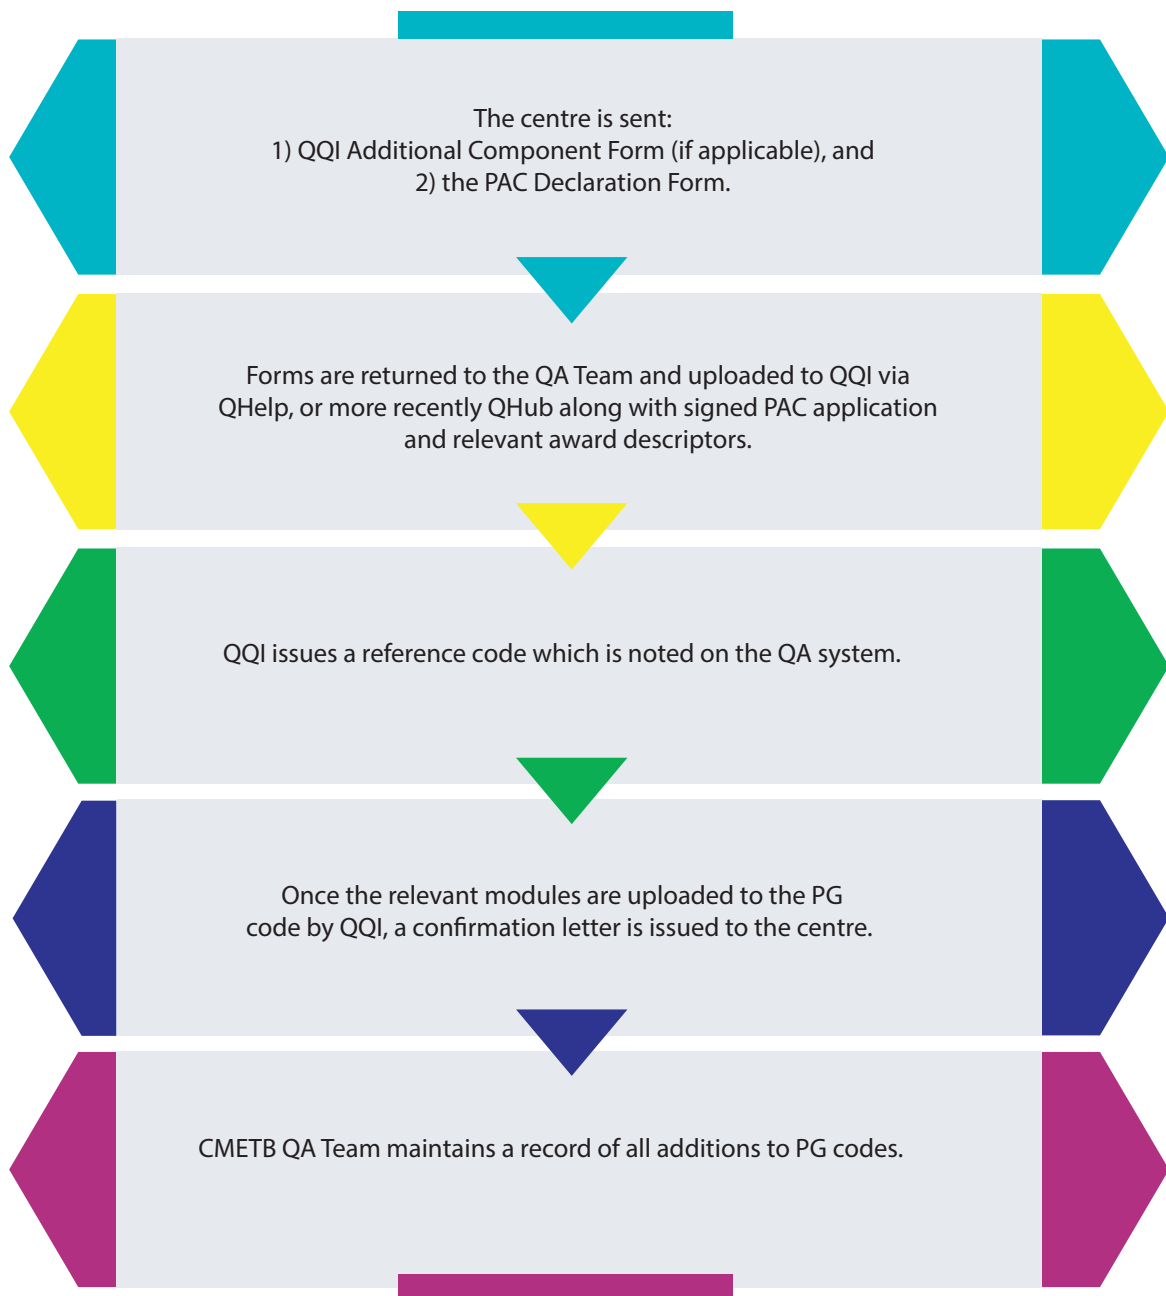 The centre is sent:
1) QQI Additional Component Form (if applicable), and
2) the PAC Declaration Form.
Forms are returned to the QA Team and uploaded to QQI via
QHelp, or more recently QHub along with signed PAC application
and relevant award descriptors.
QQI issues a reference code which is noted on the QA system.
Once the relevant modules are uploaded to the PG
code by QQI, a confirmation letter is issued to the centre.
CMETB QA Team maintains a record of all additions to PG codes.